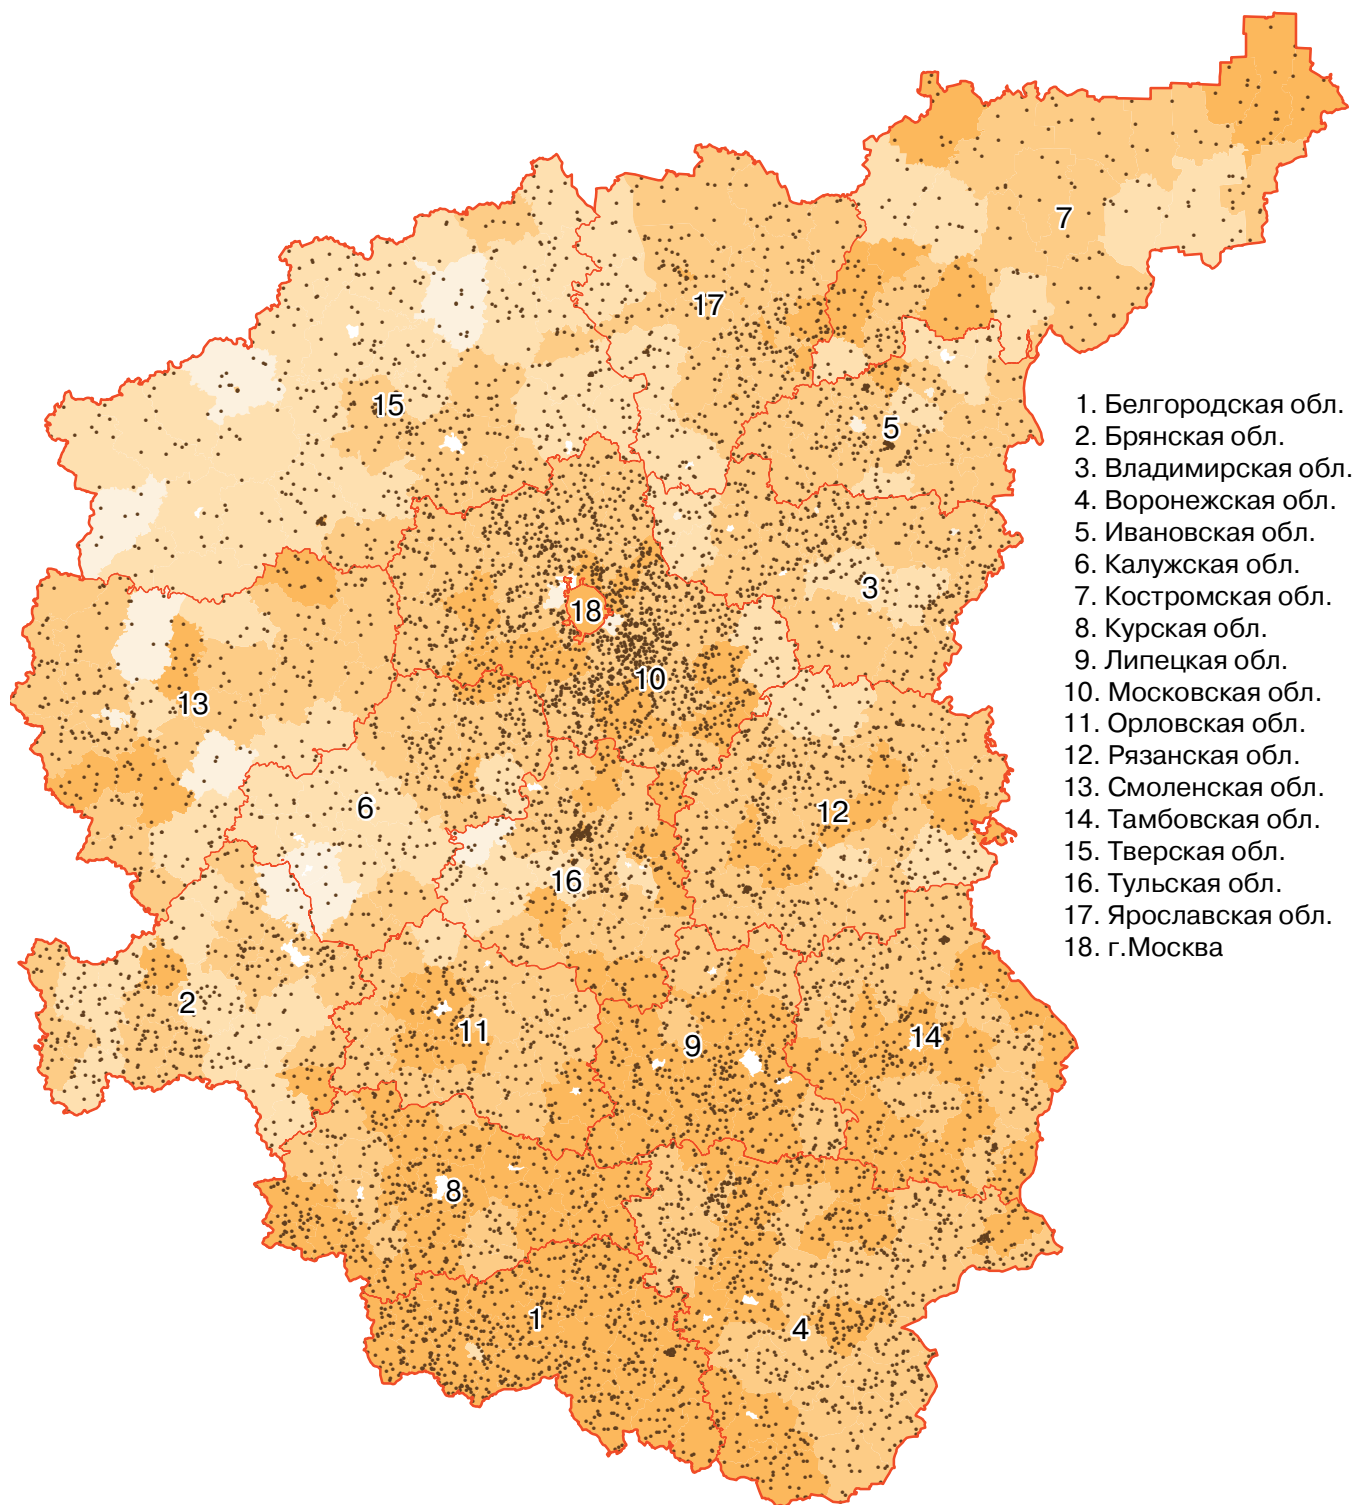 7
17
15
5
3
18
10
13
6
12
16
2
11
9
14
8
1
4
1. Белгородская обл.
2. Брянская обл.
3. Владимирская обл.
4. Воронежская обл.
5. Ивановская обл.
6. Калужская обл.
7. Костромская обл.
8. Курская обл.
9. Липецкая обл.
10. Московская обл.
11. Орловская обл.
12. Рязанская обл.
13. Смоленская обл.
14. Тамбовская обл.
15. Тверская обл.
16. Тульская обл.
17. Ярославская обл.
18. г.Москва